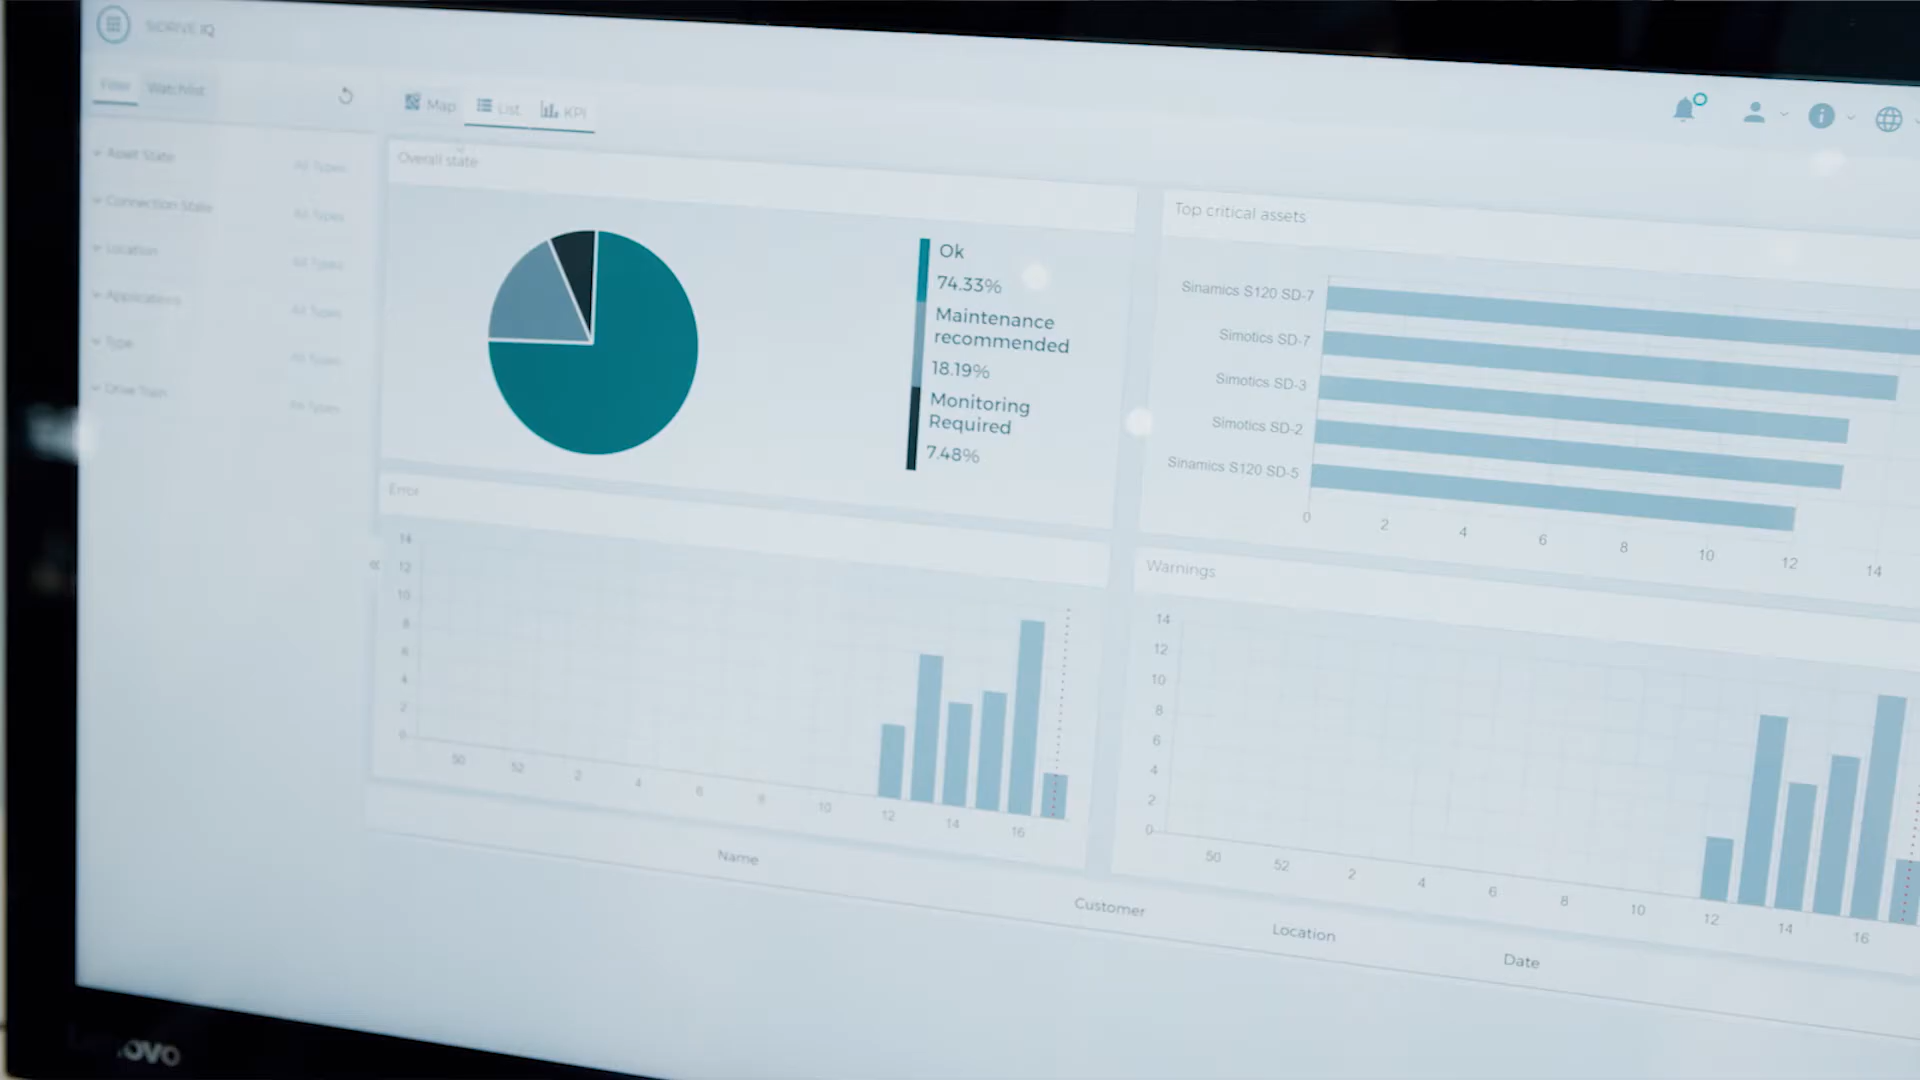 SIDRIVE IQ
Filter
Watchlist
Map
List
KPI
Asset State
All Types
Connection State
All Types
Location
All Types
Applications
All Types
Type
All Types
Drive Train
All Types
Overall state
Ok
74.33%
Maintenance
recommended
18.19%
Monitoring
Required
7.48%
Top critical assets
Sinamics S120 SD-7
Simotics SD-7
Simotics SD-3
Simotics SD-2
Sinamics S120 SD-5
0 2 4 6 8 10 12 14
Error
14
12
10
8
6
4
2
0
50 52 2 4 6 8 10 12 14 16
Warnings
14
12
10
8
6
4
2
0
50 52 2 4 6 8 10 12 14 16
Name
Customer
Location
Date